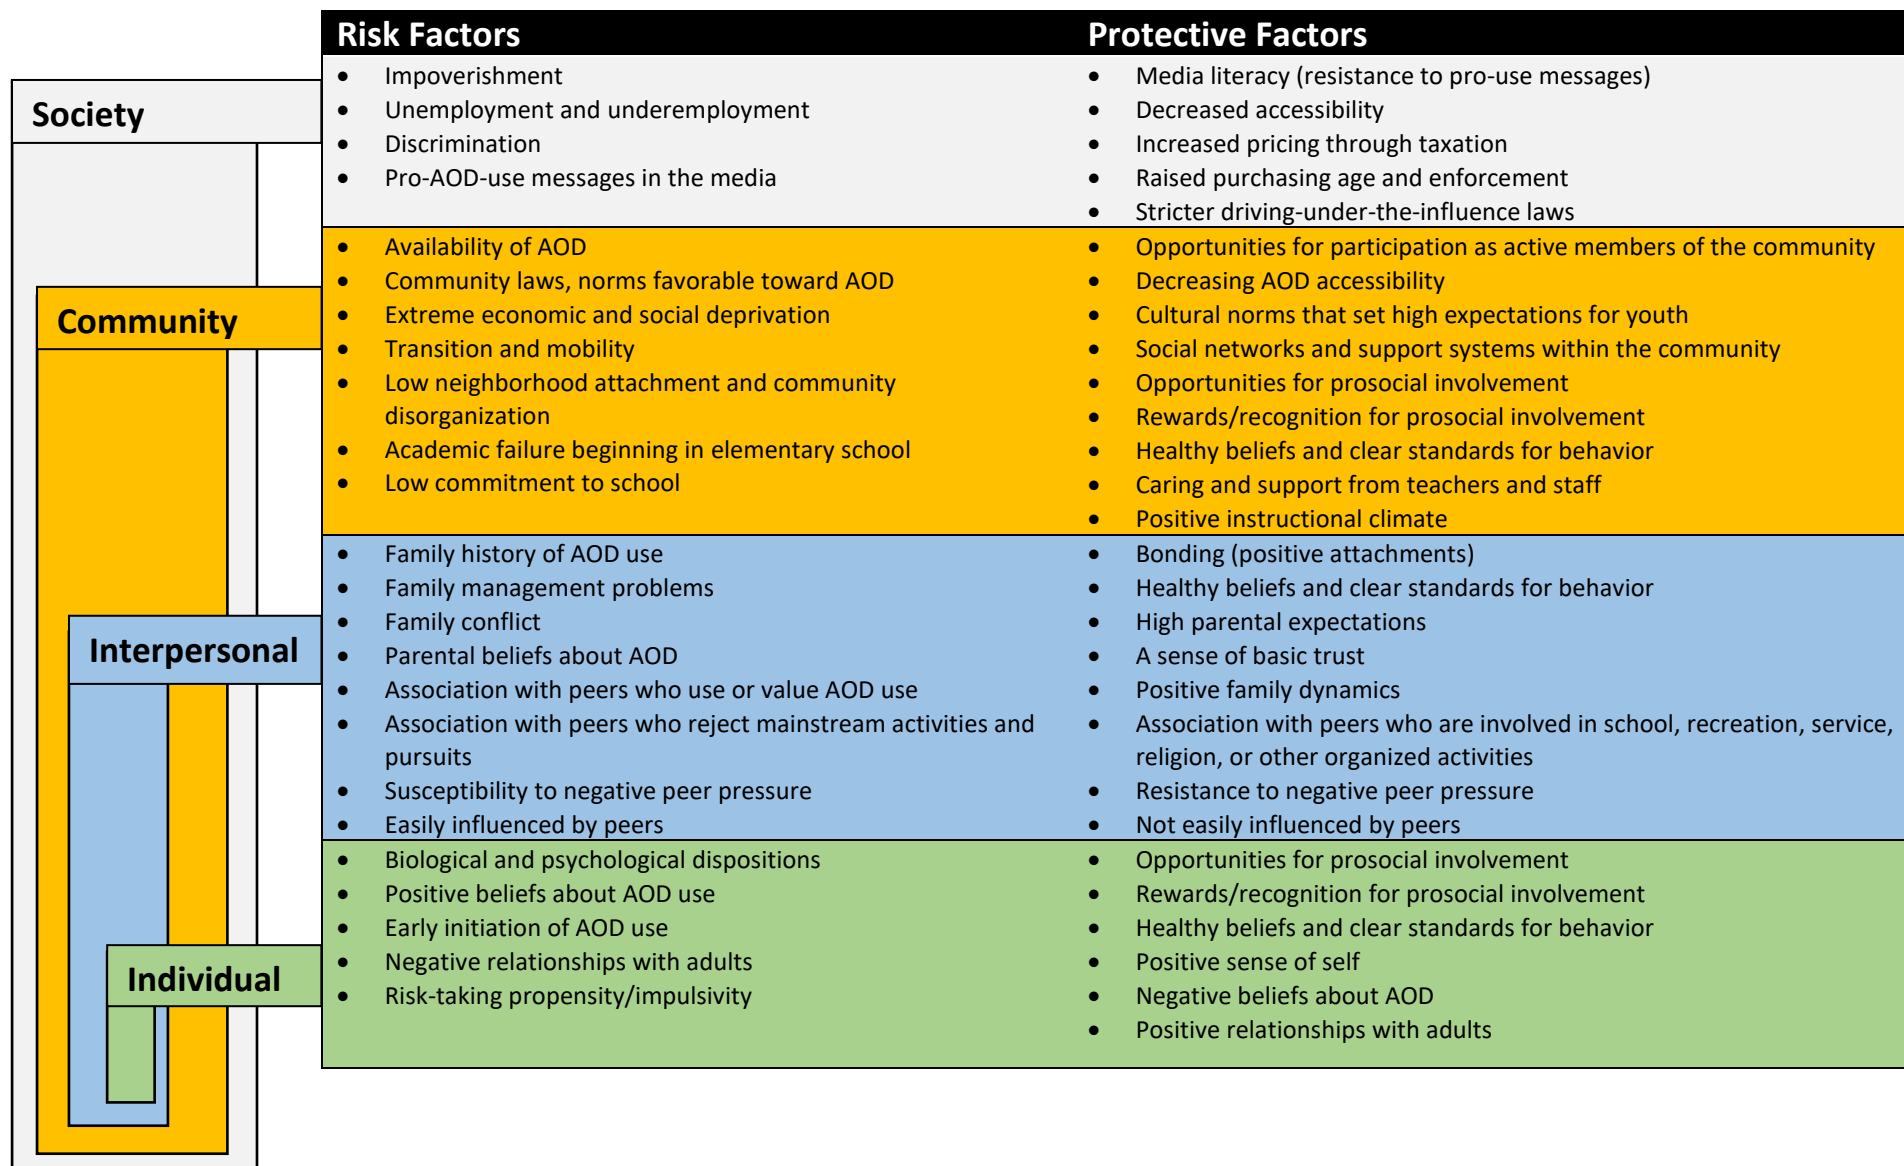 Risk Factors
Protective Factors
Society
• Impoverishment
• Unemployment and underemployment
• Discrimination
• Pro-AOD-use messages in the media
• Media literacy (resistance to pro-use messages)
• Decreased accessibility
• Increased pricing through taxation
• Raised purchasing age and enforcement
• Stricter driving-under-the-influence laws
Community
• Availability of AOD
• Community laws, norms favorable toward AOD
• Extreme economic and social deprivation
• Transition and mobility
• Low neighborhood attachment and community
disorganization
• Academic failure beginning in elementary school
• Low commitment to school
• Opportunities for participation as active members of the community
• Decreasing AOD accessibility
• Cultural norms that set high expectations for youth
• Social networks and support systems within the community
• Opportunities for prosocial involvement
• Rewards/recognition for prosocial involvement
• Healthy beliefs and clear standards for behavior
• Caring and support from teachers and staff
• Positive instructional climate
Interpersonal
• Family history of AOD use
• Family management problems
• Family conflict
• Parental beliefs about AOD
• Association with peers who use or value AOD use
• Association with peers who reject mainstream activities and
pursuits
• Susceptibility to negative peer pressure
• Easily influenced by peers
• Bonding (positive attachments)
• Healthy beliefs and clear standards for behavior
• High parental expectations
• A sense of basic trust
• Positive family dynamics
• Association with peers who are involved in school, recreation, service,
religion, or other organized activities
• Resistance to negative peer pressure
• Not easily influenced by peers
Individual
• Biological and psychological dispositions
• Positive beliefs about AOD use
• Early initiation of AOD use
• Negative relationships with adults
• Risk-taking propensity/impulsivity
• Opportunities for prosocial involvement
• Rewards/recognition for prosocial involvement
• Healthy beliefs and clear standards for behavior
• Positive sense of self
• Negative beliefs about AOD
• Positive relationships with adults